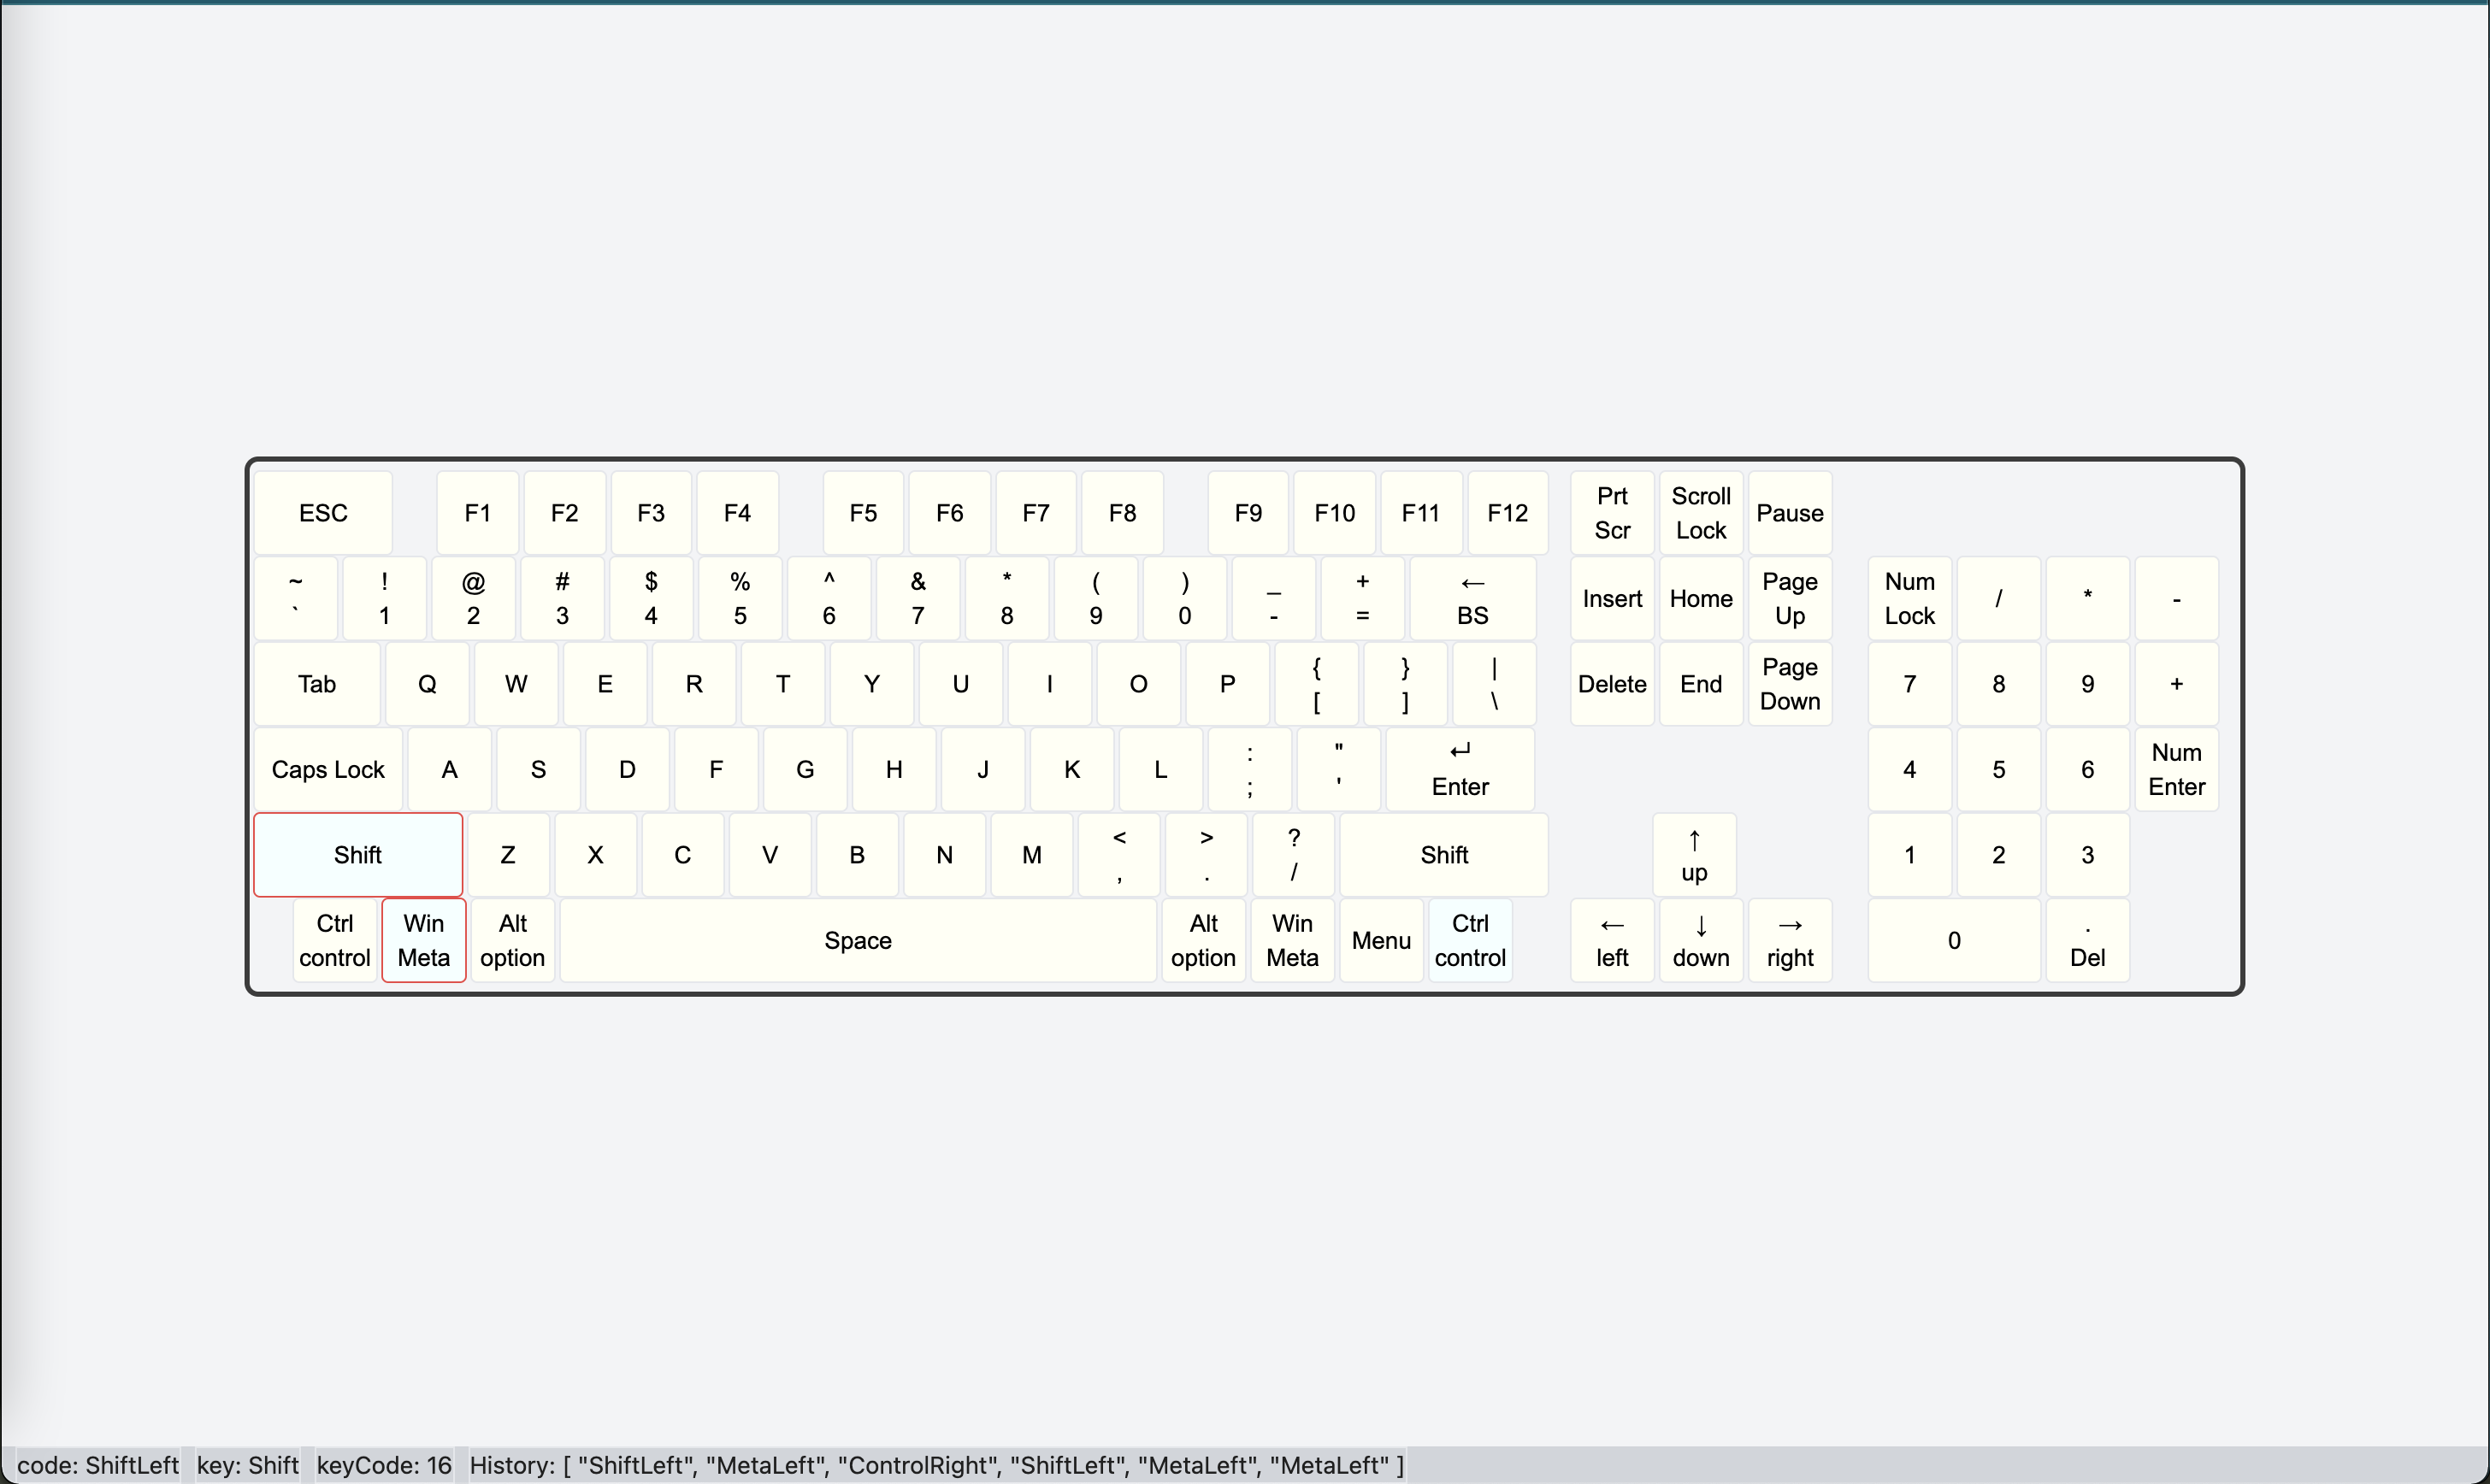 ESC F1 F2 F3 F4 F5 F6 F7 F8 F9 F10 F11 F12 Prt Scr Scroll Lock Pause
~ ` ! 1 @ 2 # 3 $ 4 % 5 ^ 6 & 7 * 8 ( 9 ) 0 _ - + = ← BS Insert Home Page Up Num Lock / * -
Tab Q W E R T Y U I O P { [ } ] | \ Delete End Page Down 7 8 9 +
Caps Lock A S D F G H J K L : ; " ' ↵ Enter 4 5 6 Num Enter
Shift Z X C V B N M < , > . ? / Shift ↑ up 1 2 3
Ctrl control Win Meta Alt option Space Alt option Win Meta Menu Ctrl control ← left ↓ down → right 0 . Del
code: ShiftLeft key: Shift keyCode: 16 History: [ "ShiftLeft", "MetaLeft", "ControlRight", "ShiftLeft", "MetaLeft", "MetaLeft" ]